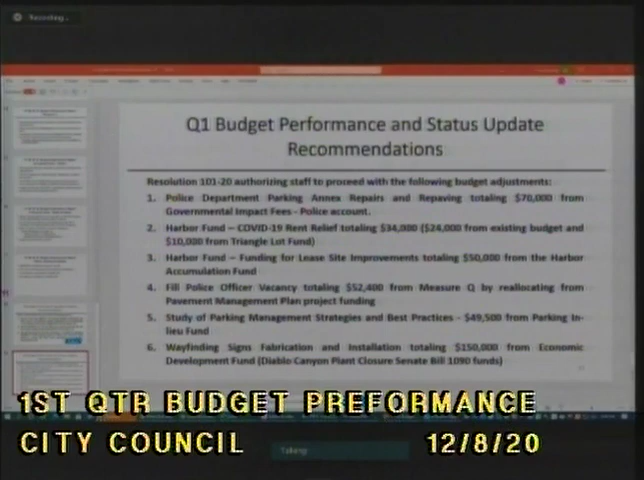 Recording...
Q1 Budget Performance and Status Update
Recommendations
Resolution 101-20 authorizing staff to proceed with the following budget adjustments:
1. Police Department Parking Annex Repairs and Repaving totaling $70,000 from
Governmental Impact Fees - Police account.
2. Harbor Fund – COVID-19 Rent Relief totaling $34,000 ($24,000 from existing budget and
$10,000 from Triangle Lot Fund)
3. Harbor Fund – Funding for Lease Site Improvements totaling $50,000 from the Harbor
Accumulation Fund
4. Fill Police Officer Vacancy totaling $52,400 from Measure Q by reallocating from
Pavement Management Plan project funding
5. Study of Parking Management Strategies and Best Practices - $49,500 from Parking In-
lieu Fund
6. Wayfinding Signs Fabrication and Installation totaling $150,000 from Economic
Development Fund (Diablo Canyon Plant Closure Senate Bill 1090 funds)
1ST QTR BUDGET PREFORMANCE
CITY COUNCIL 12/8/20
Talking: